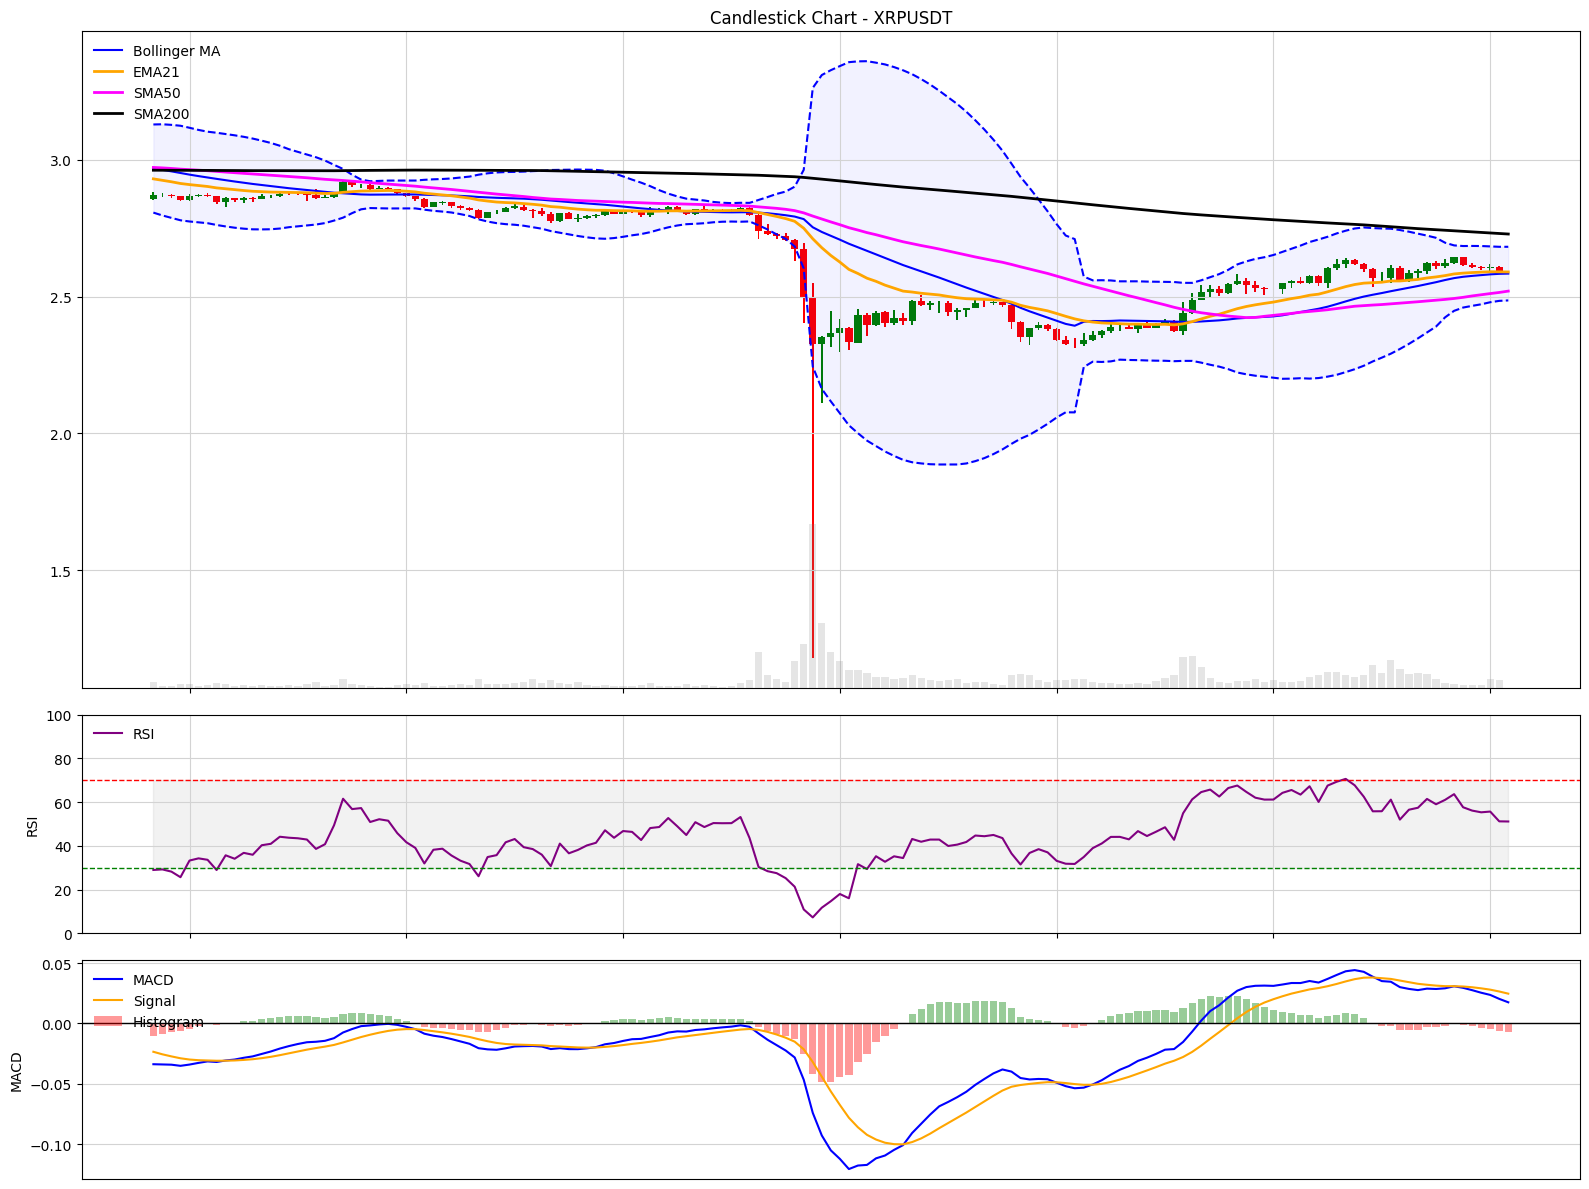 Candlestick Chart - XRPUSDT
Bollinger MA
EMA21
SMA50
SMA200
3.0
2.5
2.0
1.5
RSI
100
80
60
40
20
0
RSI
MACD
Signal
Histogram
0.05
0.00
−0.05
−0.10
MACD